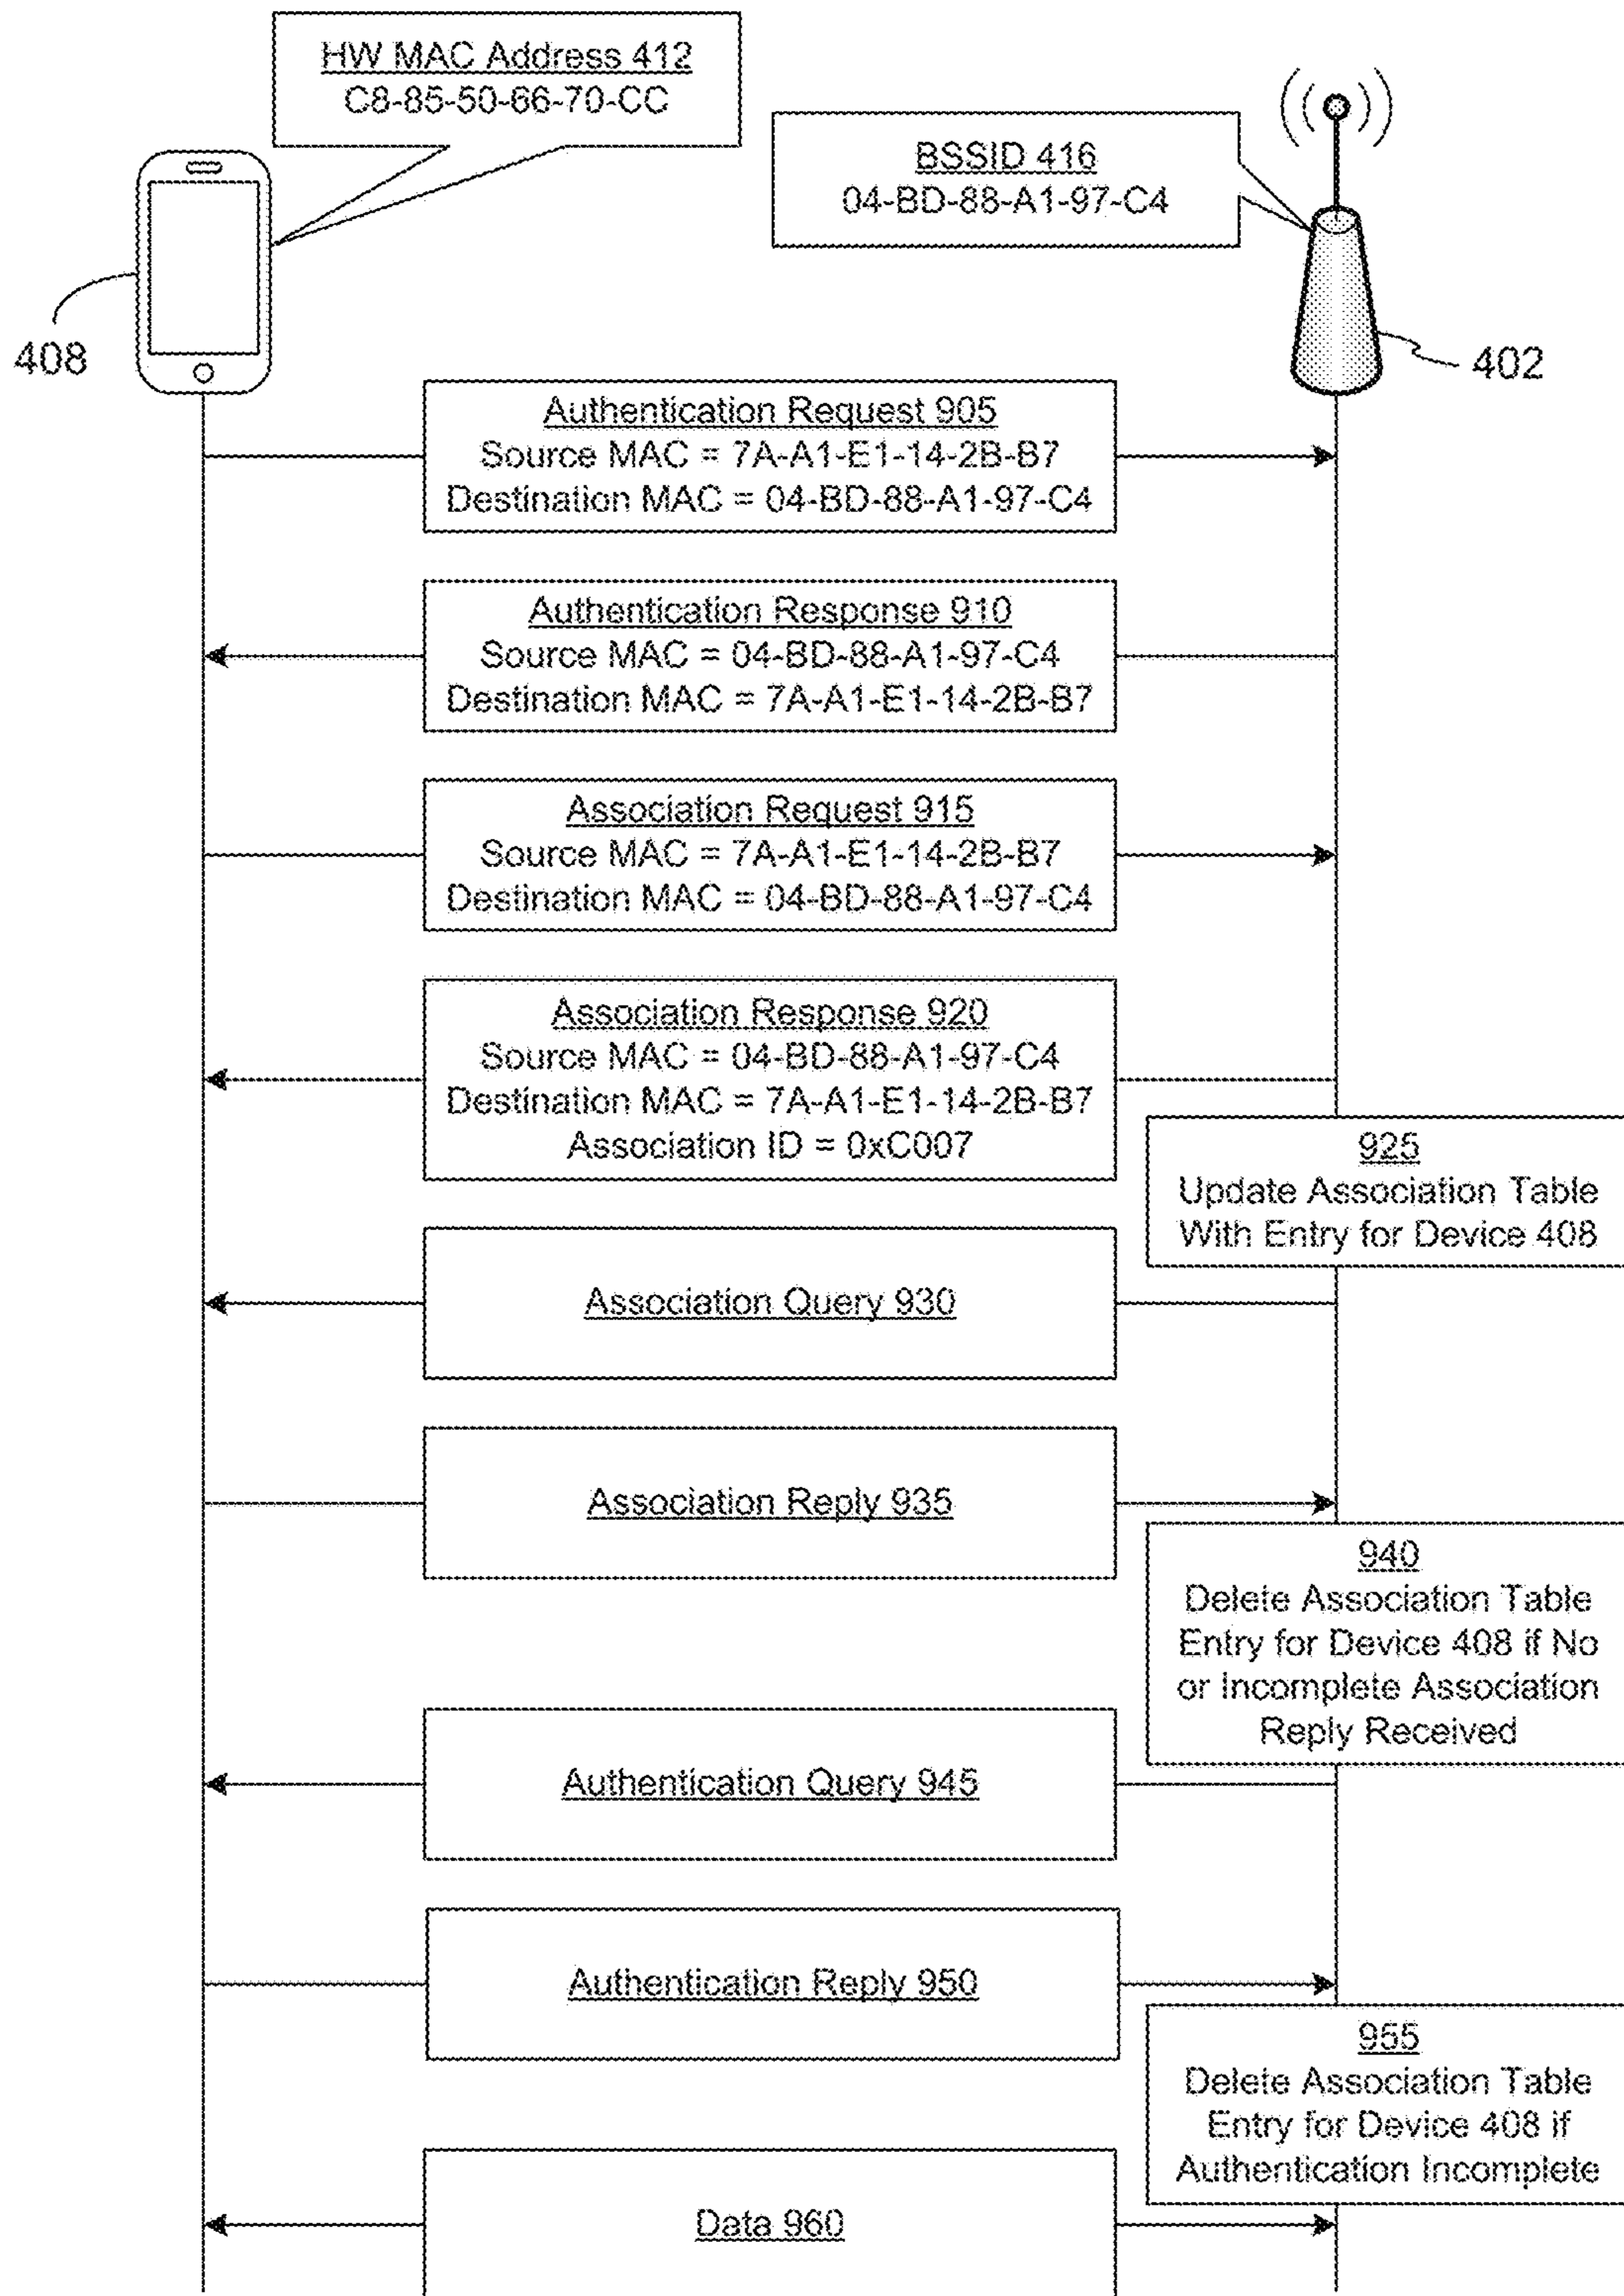 HW MAC Address 412
C8-85-50-66-70-CC
BSSID 416
04-BD-88-A1-97-C4
408
402
Authentication Request 905
Source MAC = 7A-A1-E1-14-2B-B7
Destination MAC = 04-BD-88-A1-97-C4
Authentication Response 910
Source MAC = 04-BD-88-A1-97-C4
Destination MAC = 7A-A1-E1-14-2B-B7
Association Request 915
Source MAC = 7A-A1-E1-14-2B-B7
Destination MAC = 04-BD-88-A1-97-C4
Association Response 920
Source MAC = 04-BD-88-A1-97-C4
Destination MAC = 7A-A1-E1-14-2B-B7
Association ID = 0xC007
925
Update Association Table
With Entry for Device 408
Association Query 930
Association Reply 935
940
Delete Association Table
Entry for Device 408 if No
or Incomplete Association
Reply Received
Authentication Query 945
Authentication Reply 950
955
Delete Association Table
Entry for Device 408 if
Authentication Incomplete
Data 960